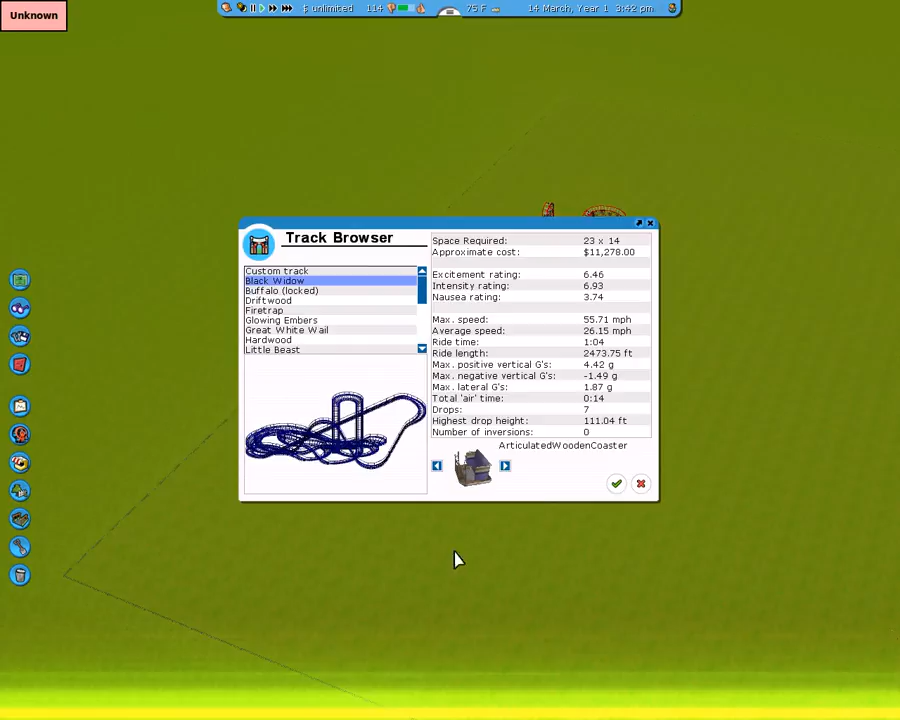 Unknown
$ unlimited 114 75 F 14 March, Year 1 3:42 pm
Track Browser
Custom track
Black Widow
Buffalo (locked)
Driftwood
Firetrap
Glowing Embers
Great White Wail
Hardwood
Little Beast
Space Required: 23 x 14
Approximate cost: $11,278.00
Excitement rating: 6.46
Intensity rating: 6.93
Nausea rating: 3.74
Max. speed: 55.71 mph
Average speed: 26.15 mph
Ride time: 1:04
Ride length: 2473.75 ft
Max. positive vertical G's: 4.42 g
Max. negative vertical G's: -1.49 g
Max. lateral G's: 1.87 g
Total 'air' time: 0:14
Drops: 7
Highest drop height: 111.04 ft
Number of inversions: 0
ArticulatedWoodenCoaster